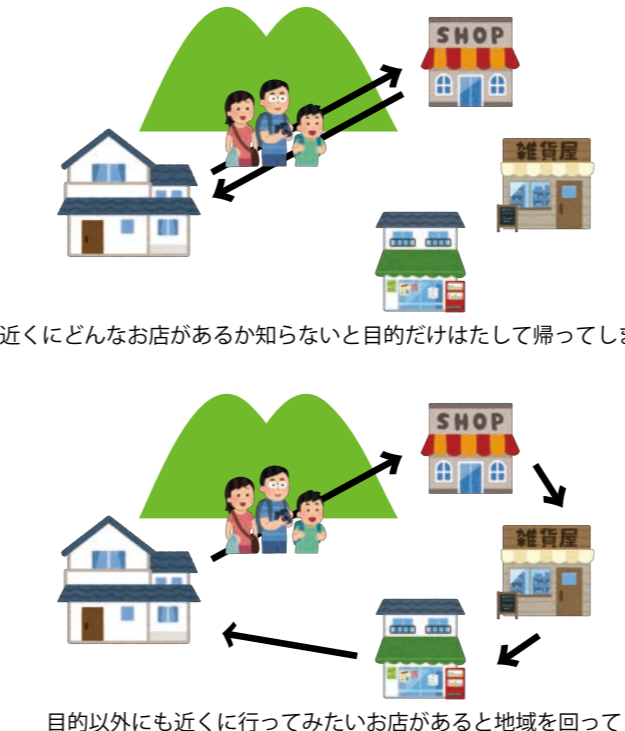 SHOP
雑貨屋
近くにどんなお店があるか知らないと目的だけはたして帰ってしま
SHOP
雑貨屋
目的以外にも近くに行ってみたいお店があると地域を回って